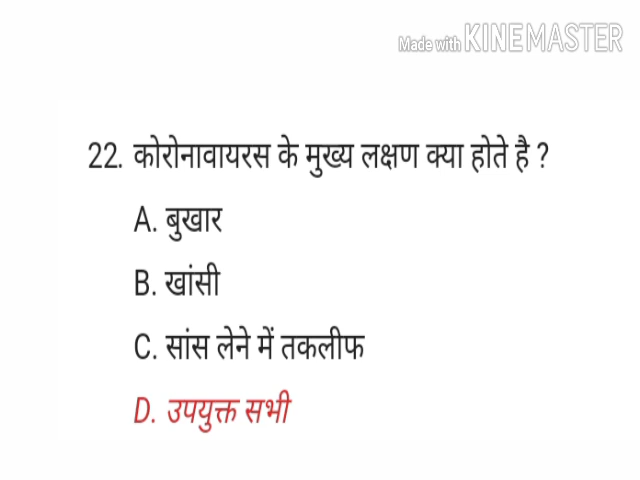 Made with KINEMASTER
22. कोरोनावायरस के मुख्य लक्षण क्या होते है ?
A. बुखार
B. खांसी
C. सांस लेने में तकलीफ
D. उपयुक्त सभी